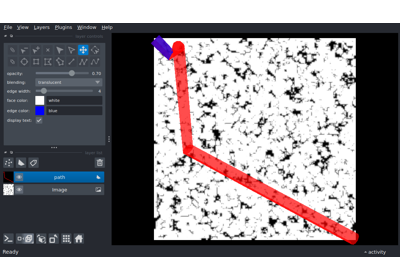 File View Layers Plugins Window Help
opacity: 0.70
blending: translucent
edge width:
face color: white
edge color: blue
display text:
path
Image
Ready
activity